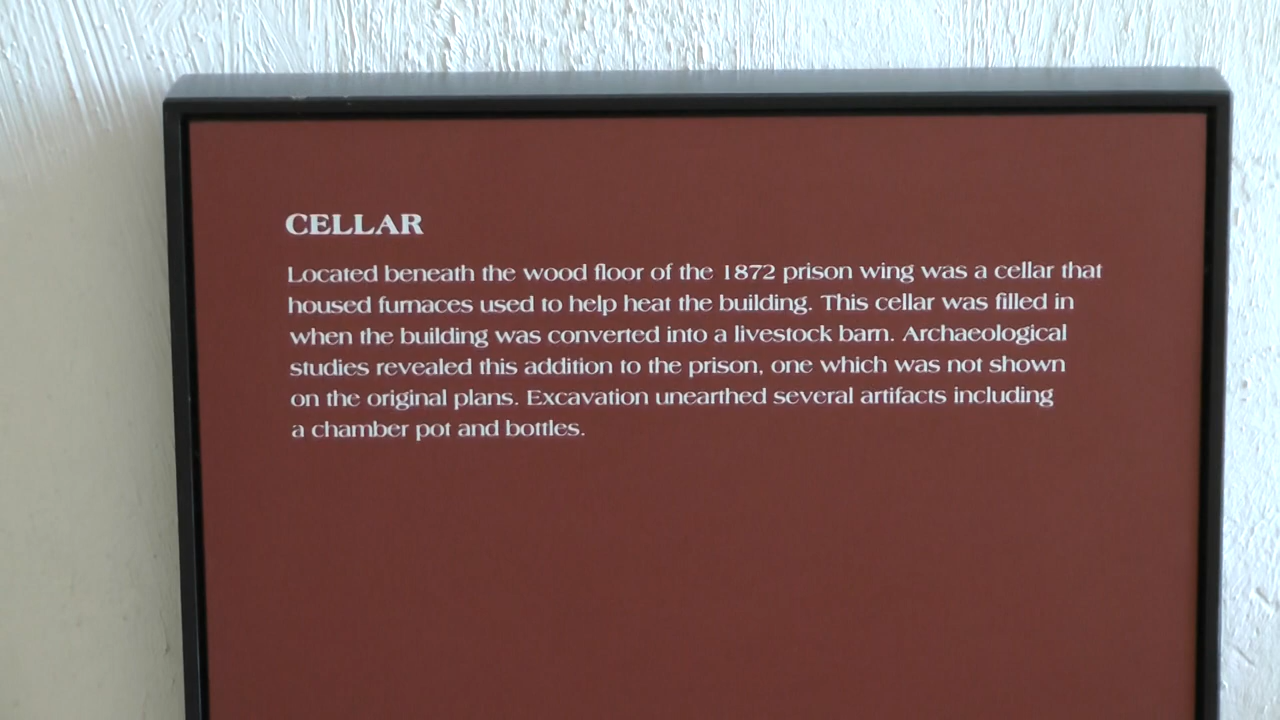 CELLAR
Located beneath the wood floor of the 1872 prison wing was a cellar that
housed furnaces used to help heat the building. This cellar was filled in
when the building was converted into a livestock barn. Archaeological
studies revealed this addition to the prison, one which was not shown
on the original plans. Excavation unearthed several artifacts including
a chamber pot and bottles.